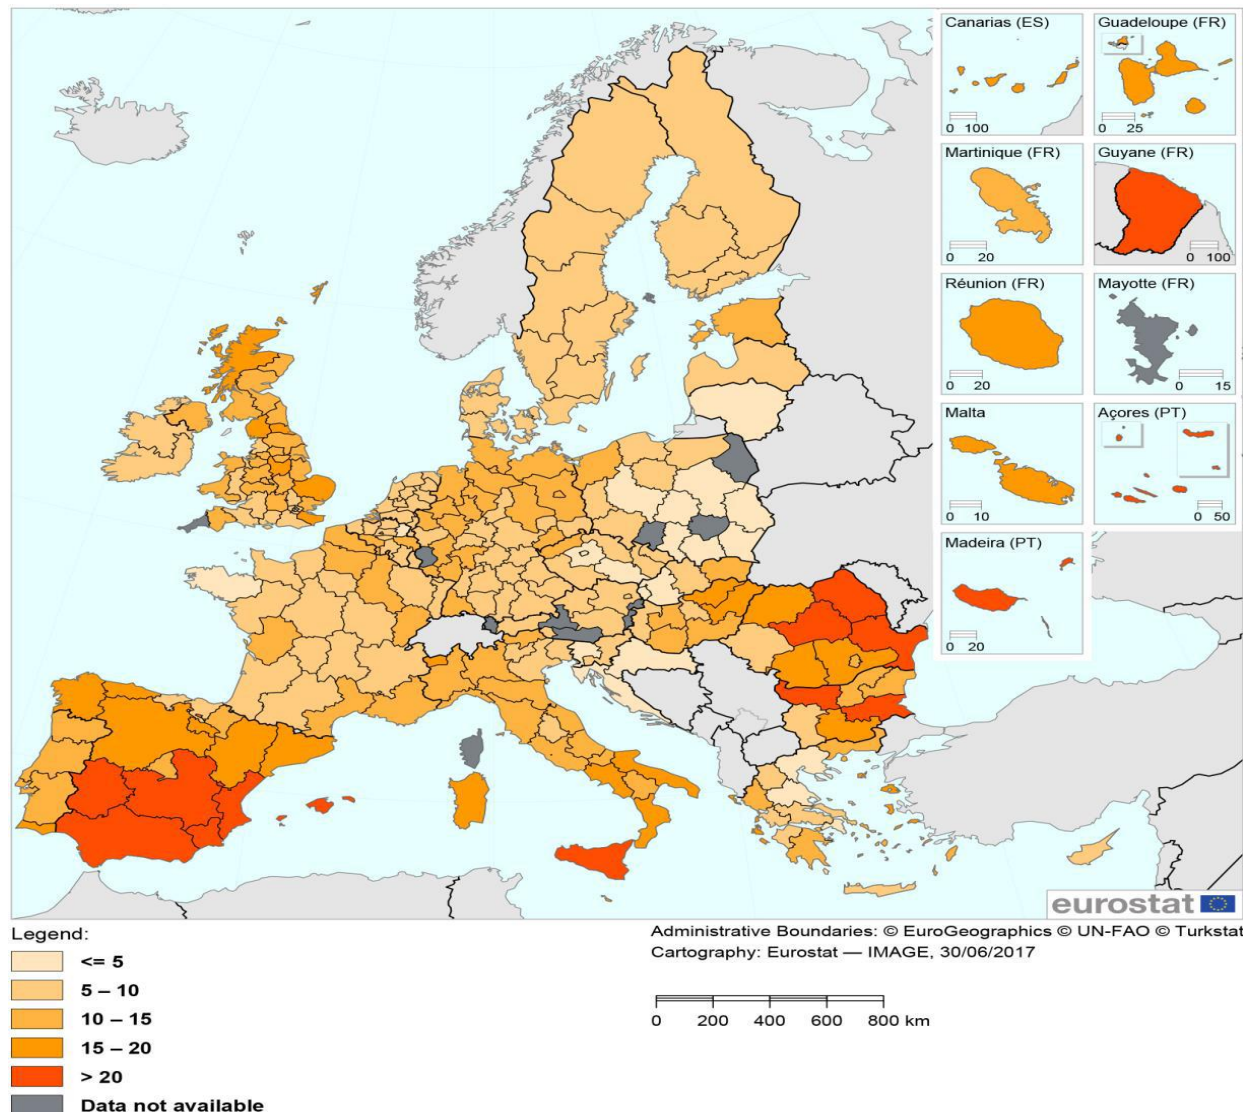 Canarias (ES)
0 100
Guadeloupe (FR)
0 25
Martinique (FR)
0 20
Guyane (FR)
0 100
Réunion (FR)
0 20
Mayotte (FR)
0 15
Malta
0 10
Açores (PT)
0 50
Madeira (PT)
0 20
eurostat
Legend:
<= 5
5 – 10
10 – 15
15 – 20
> 20
Data not available
Administrative Boundaries: © EuroGeographics © UN-FAO © Turkstat
Cartography: Eurostat — IMAGE, 30/06/2017
0 200 400 600 800 km